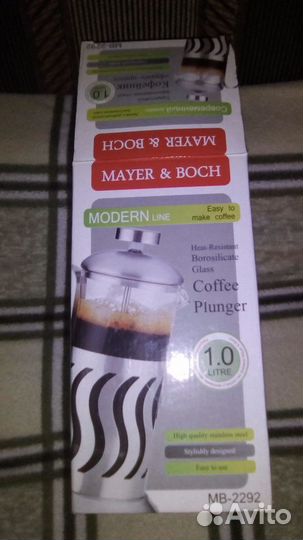 MB-2292
Кофейник
1.0
Современный
MAYER & BOCH
MAYER & BOCH
MODERN LINE
Easy to
make coffee
Heat-Resistant
Borosilicate
Glass
Coffee
Plunger
1.0
LITRE
High quality stainless steel
Stylishly designed
Easy to use
MB-2292
Avito